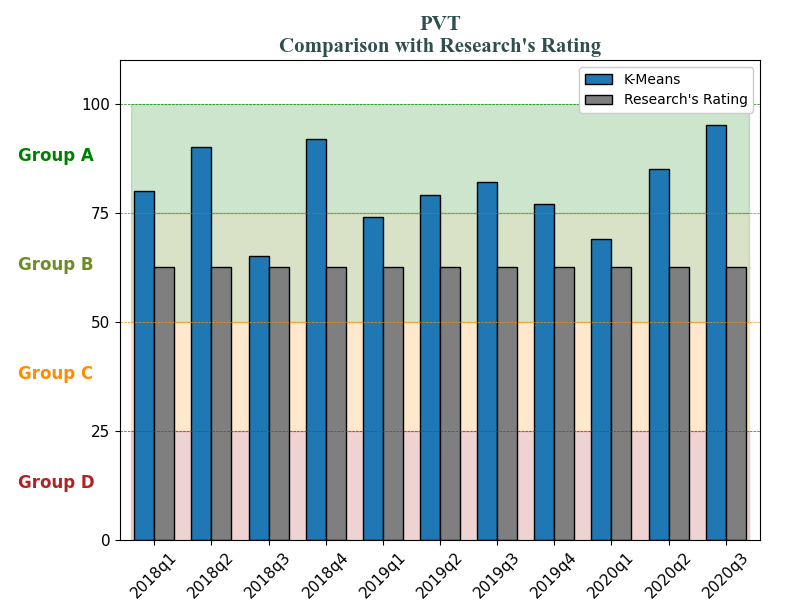 PVT
Comparison with Research's Rating
K-Means
Research's Rating
100
Group A
75
Group B
50
Group C
25
Group D
0
2018q1
2018q2
2018q3
2018q4
2019q1
2019q2
2019q3
2019q4
2020q1
2020q2
2020q3